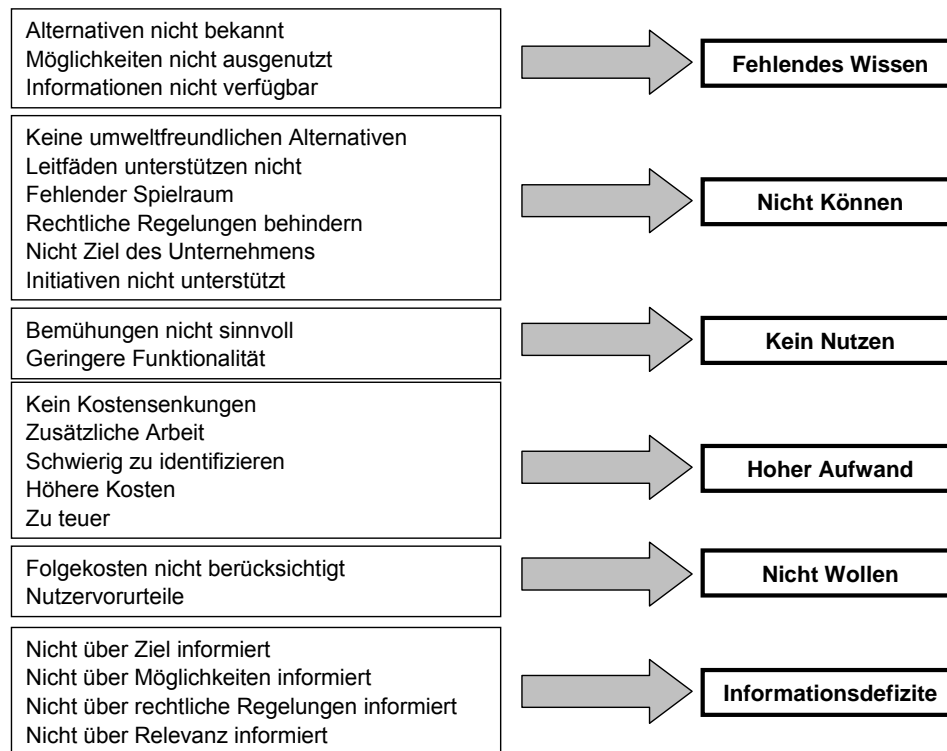 Alternativen nicht bekannt
Möglichkeiten nicht ausgenutzt
Informationen nicht verfügbar
Fehlendes Wissen
Keine umweltfreundlichen Alternativen
Leitfäden unterstützen nicht
Fehlender Spielraum
Rechtliche Regelungen behindern
Nicht Ziel des Unternehmens
Initiativen nicht unterstützt
Nicht Können
Bemühungen nicht sinnvoll
Geringere Funktionalität
Kein Nutzen
Kein Kostensenkungen
Zusätzliche Arbeit
Schwierig zu identifizieren
Höhere Kosten
Zu teuer
Hoher Aufwand
Folgekosten nicht berücksichtigt
Nutzervorurteile
Nicht Wollen
Nicht über Ziel informiert
Nicht über Möglichkeiten informiert
Nicht über rechtliche Regelungen informiert
Nicht über Relevanz informiert
Informationsdefizite